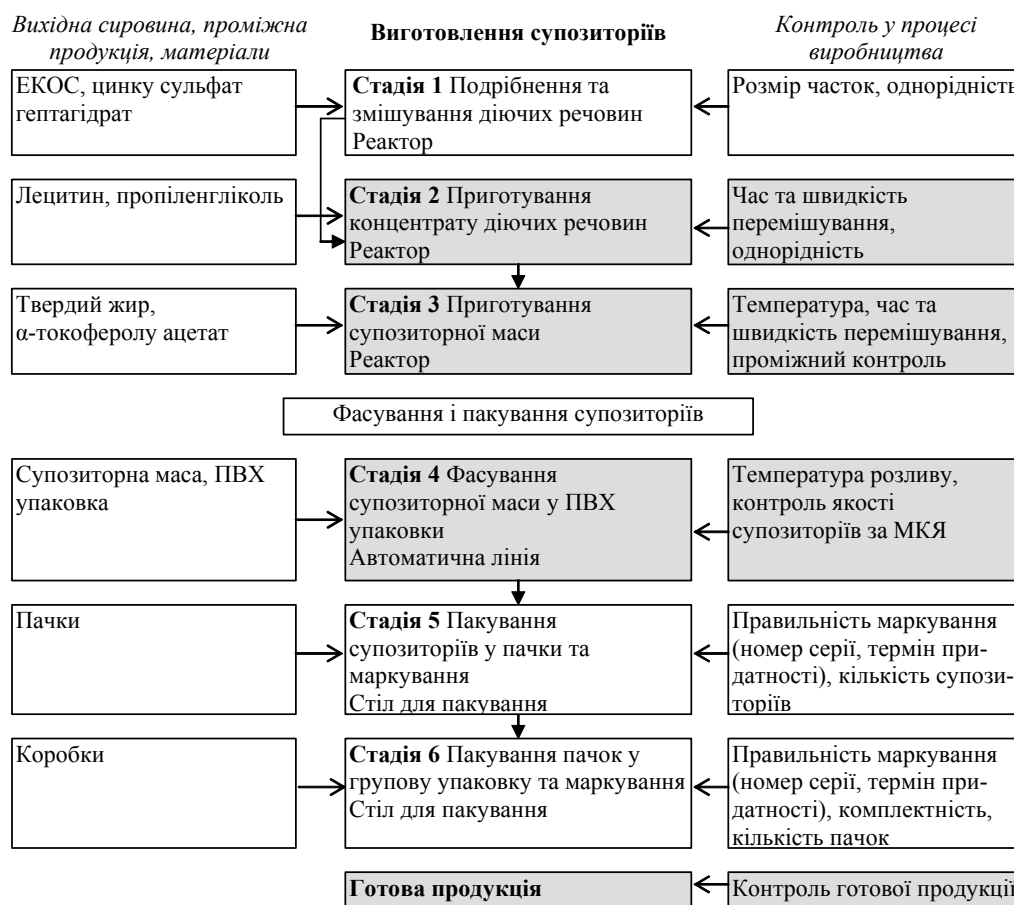 Вихідна сировина, проміжна
продукція, матеріали
Виготовлення супозиторіїв
Контроль у процесі
виробництва
ЕКОС, цинку сульфат
гептагідрат
Стадія 1 Подрібнення та
змішування діючих речовин
Реактор
Розмір часток, однорідність
Лецитин, пропіленгліколь
Стадія 2 Приготування
концентрату діючих речовин
Реактор
Час та швидкість
перемішування,
однорідність
Твердий жир,
α-токоферолу ацетат
Стадія 3 Приготування
супозиторної маси
Реактор
Температура, час та
швидкість перемішування,
проміжний контроль
Фасування і пакування супозиторіїв
Супозиторна маса, ПВХ
упаковка
Стадія 4 Фасування
супозиторної маси у ПВХ
упаковки
Автоматична лінія
Температура розливу,
контроль якості
супозиторіїв за МКЯ
Пачки
Стадія 5 Пакування
супозиторіїв у пачки та
маркування
Стіл для пакування
Правильність маркування
(номер серії, термін при-
датності), кількість супози-
торіїв
Коробки
Стадія 6 Пакування пачок у
групову упаковку та маркування
Стіл для пакування
Правильність маркування
(номер серії, термін при-
датності), комплектність,
кількість пачок
Готова продукція
Контроль готової продукції